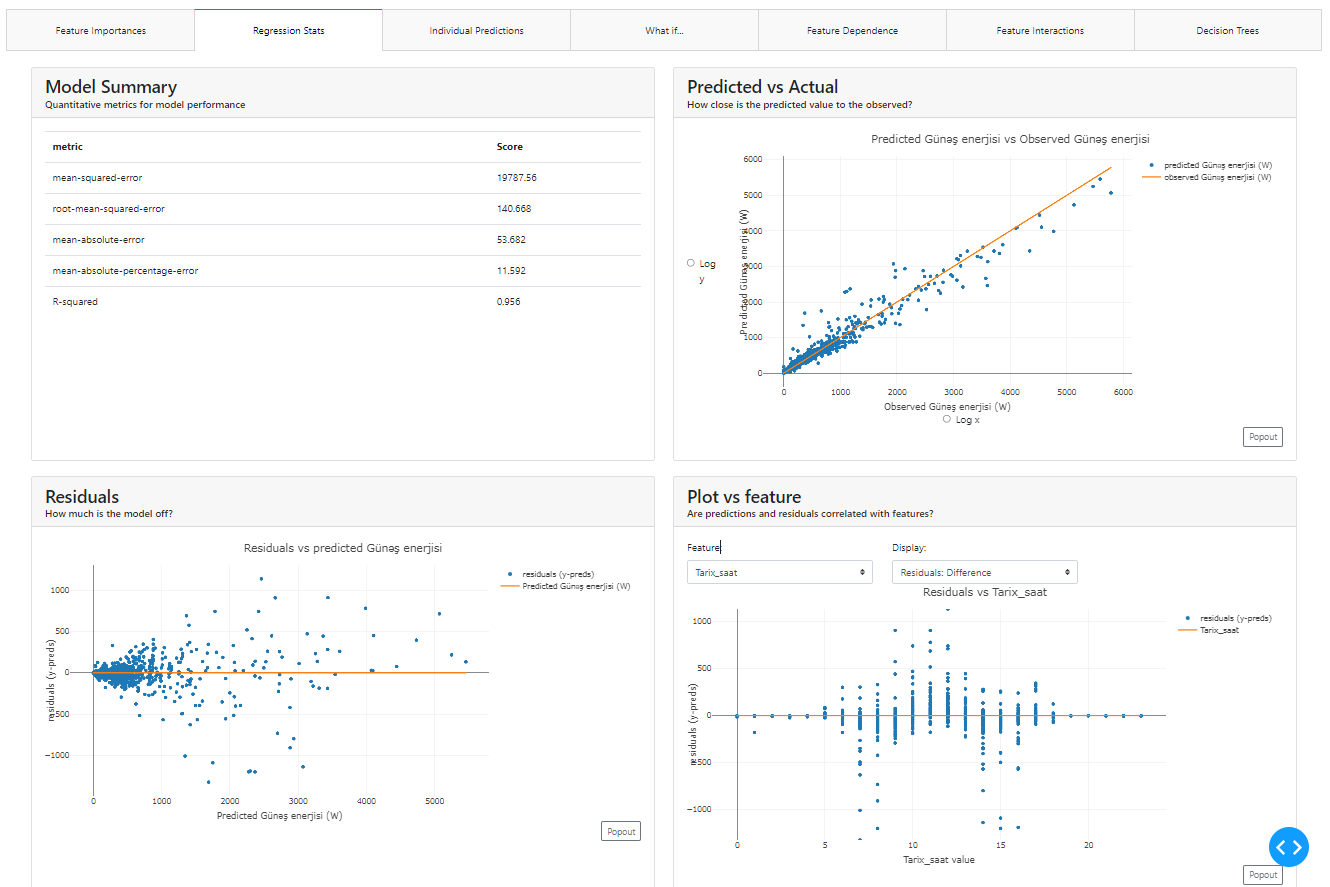 Feature Importances
Regression Stats
Individual Predictions
What if...
Feature Dependence
Feature Interactions
Decision Trees
Model Summary
Quantitative metrics for model performance
metric Score
mean-squared-error 19787.56
root-mean-squared-error 140.668
mean-absolute-error 53.682
mean-absolute-percentage-error 11.592
R-squared 0.956
Predicted vs Actual
How close is the predicted value to the observed?
Predicted Günəş enerjisi vs Observed Günəş enerjisi
predicted Günəş enerjisi (W)
observed Günəş enerjisi (W)
6000
5000
4000
3000
2000
1000
0
Predicted Günəş enerjisi (W)
Log
y
0 1000 2000 3000 4000 5000 6000
Observed Günəş enerjisi (W)
Log x
Popout
Residuals
How much is the model off?
Residuals vs predicted Günəş enerjisi
residuals (y-preds)
Predicted Günəş enerjisi (W)
1000
500
0
−500
−1000
residuals (y-preds)
0 1000 2000 3000 4000 5000
Predicted Günəş enerjisi (W)
Popout
Plot vs feature
Are predictions and residuals correlated with features?
Feature:
Display:
Tarix_saat
Residuals: Difference
Residuals vs Tarix_saat
residuals (y-preds)
Tarix_saat
1000
500
0
−500
−1000
residuals (y-preds)
0 5 10 15 20
Tarix_saat value
Popout